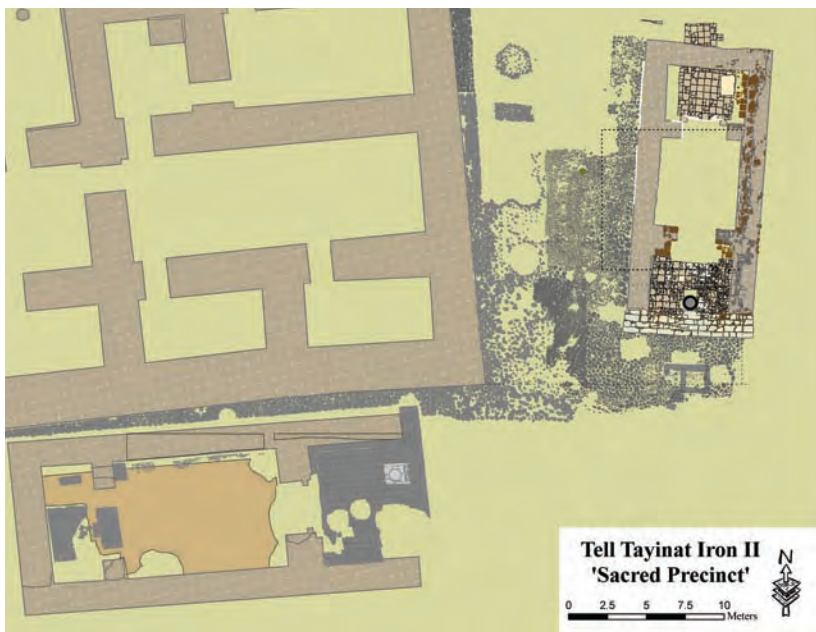 Tell Tayinat Iron II
'Sacred Precinct'
N
0 2.5 5 7.5 10
Meters